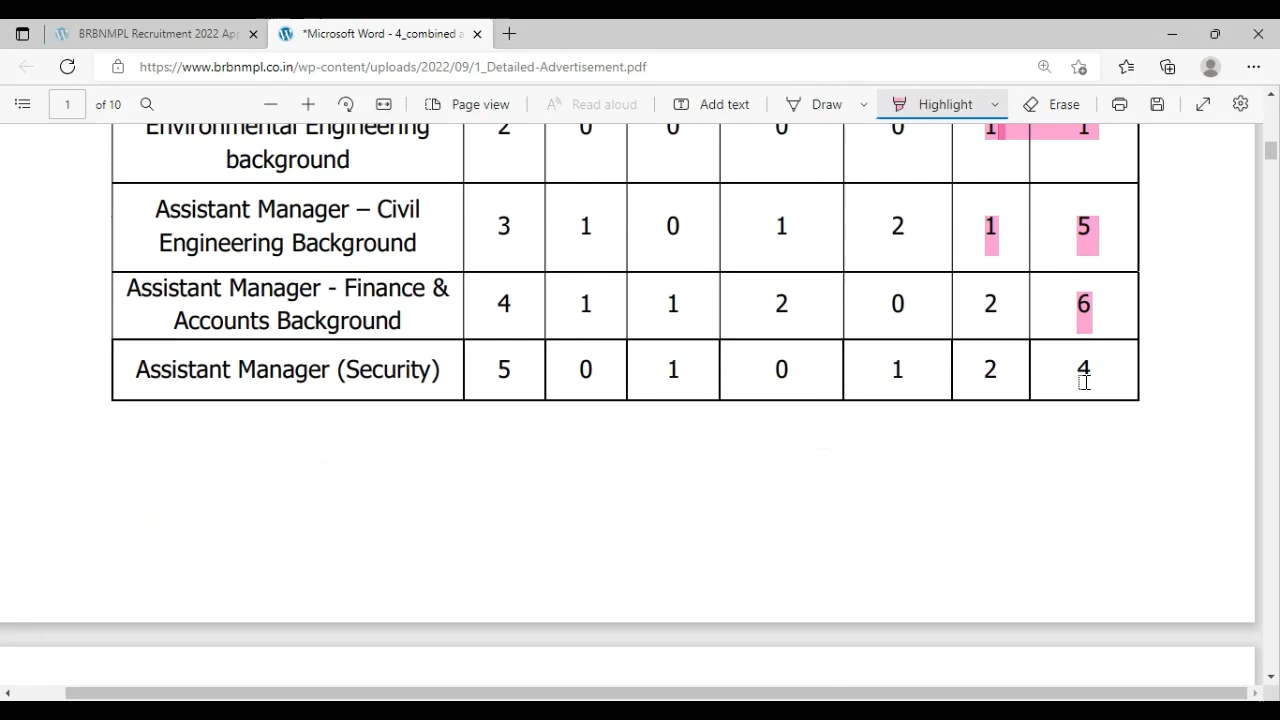 BRBNMPL Recruitment 2022 App
*Microsoft Word - 4_combined a
https://www.brbnmpl.co.in/wp-content/uploads/2022/09/1_Detailed-Advertisement.pdf
1 of 10 Page view Read aloud Add text Draw Highlight Erase
Environmental Engineering background 2 0 0 0 0 1 1
Assistant Manager – Civil Engineering Background 3 1 0 1 2 1 5
Assistant Manager - Finance & Accounts Background 4 1 1 2 0 2 6
Assistant Manager (Security) 5 0 1 0 1 2 4